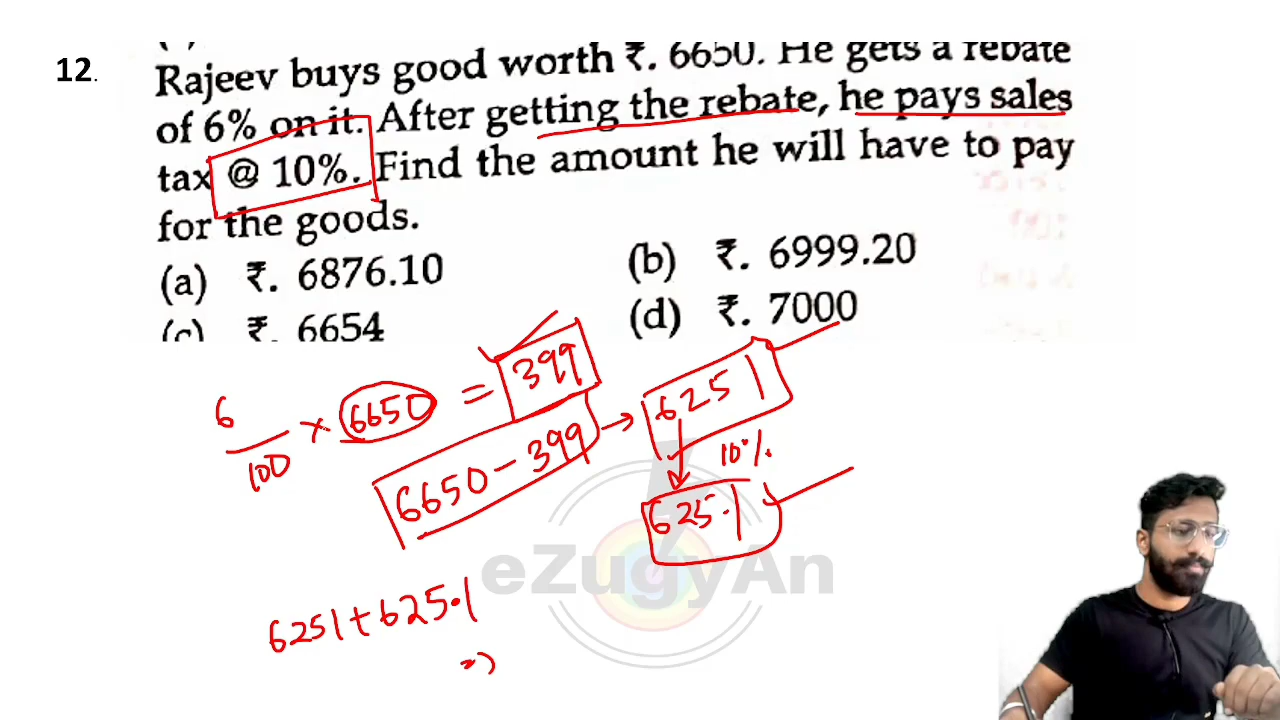 12.
Rajeev buys good worth ₹. 6650. He gets a rebate
of 6% on it. After getting the rebate, he pays sales
tax @ 10%. Find the amount he will have to pay
for the goods.
(a) ₹. 6876.10 (b) ₹. 6999.20
(c) ₹. 6654 (d) ₹. 7000
6/100 × 6650 = 399
6650 - 399 → 6251
10%
625.1
eZugyAn
6251+625.1
=>